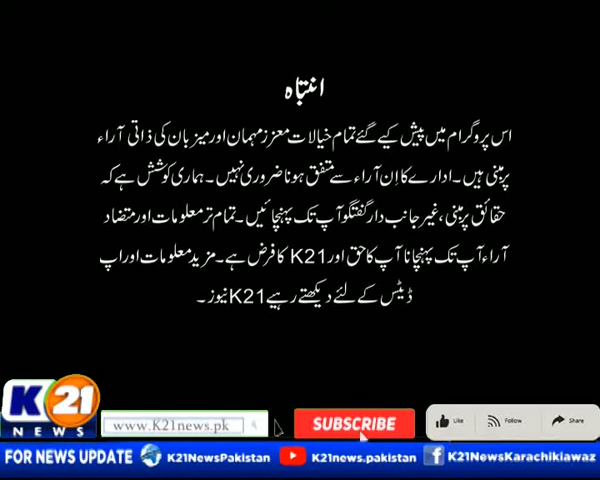 انتباہ
اس پروگرام میں پیش کیے گئے تمام خیالات معزز مہمان اور میزبان کی ذاتی آراء
پر مبنی ہیں۔ ادارے کا اِن آراء سے متفق ہونا ضروری نہیں۔ ہماری کوشش ہے کہ
حقائق پر مبنی، غیر جانب دار گفتگو آپ تک پہنچائیں۔ تمام تر معلومات اور متضاد
آراء آپ تک پہنچانا آپ کا حق اور K21 کا فرض ہے۔ مزید معلومات اور اپ
ڈیٹس کے لئے دیکھتے رہیے K21 نیوز۔
K21
NEWS
www.K21news.pk
SUBSCRIBE
Like
Follow
Share
FOR NEWS UPDATE K21NewsPakistan K21news.pakistan K21NewsKarachikiawaz